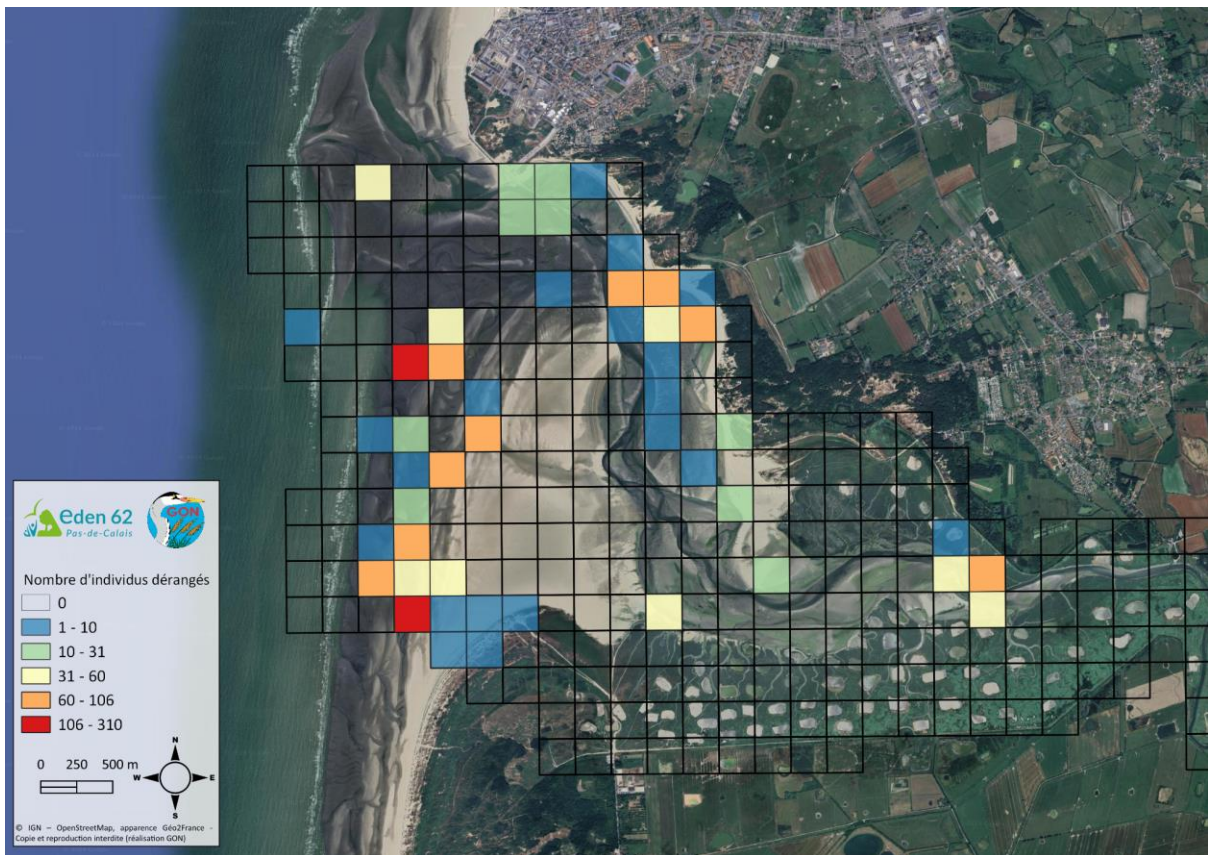 eden 62
Pas-de-Calais
GON
Nombre d'individus dérangés
0
1 - 10
10 - 31
31 - 60
60 - 106
106 - 310
0 250 500 m
N
W E
S
© IGN – OpenStreetMap, apparence Géo2France -
Copie et reproduction interdite (réalisation GON)